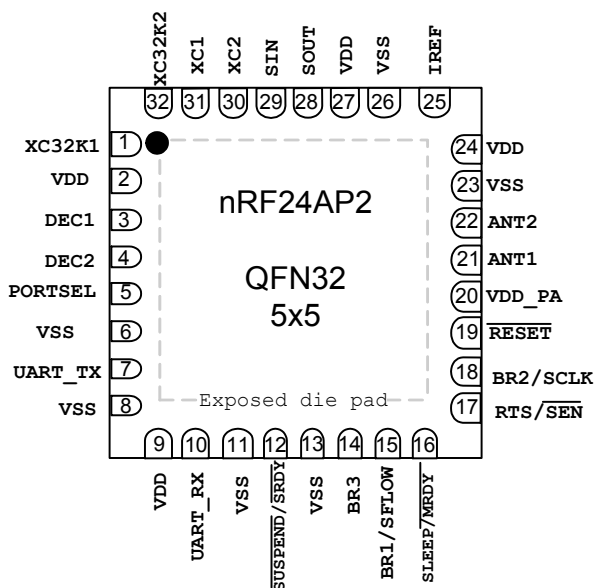 XC32K2
XC1
XC2
SIN
SOUT
VDD
VSS
IREF
32
31
30
29
28
27
26
25
XC32K1 1
VDD 2
DEC1 3
DEC2 4
PORTSEL 5
VSS 6
UART_TX 7
VSS 8
nRF24AP2
QFN32
5x5
Exposed die pad
24 VDD
23 VSS
22 ANT2
21 ANT1
20 VDD_PA
19 RESET
18 BR2/SCLK
17 RTS/SEN
9
10
11
12
13
14
15
16
VDD
UART_RX
VSS
SUSPEND/SRDY
VSS
BR3
BR1/SFLOW
SLEEP/MRDY